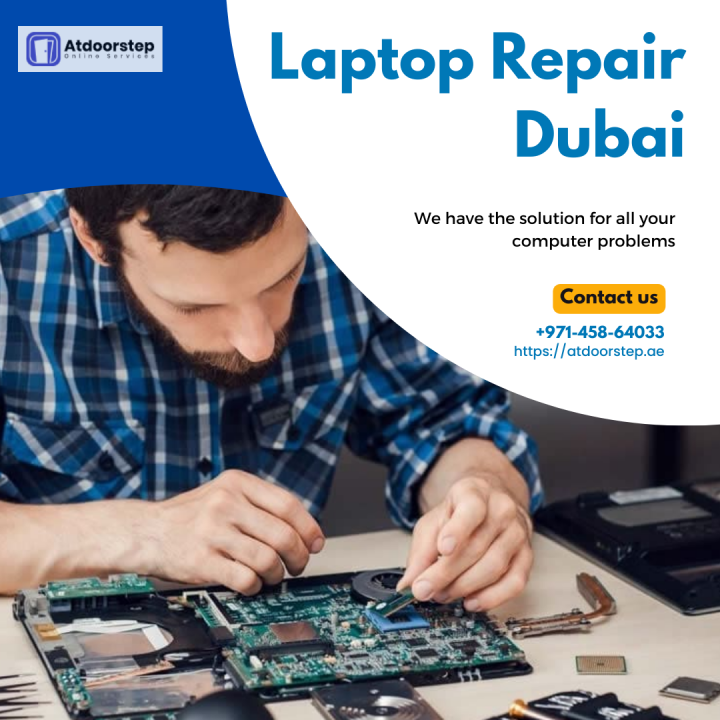 Atdoorstep
Online Services
Laptop Repair
Dubai
We have the solution for all your
computer problems
Contact us
+971-458-64033
https://atdoorstep.ae